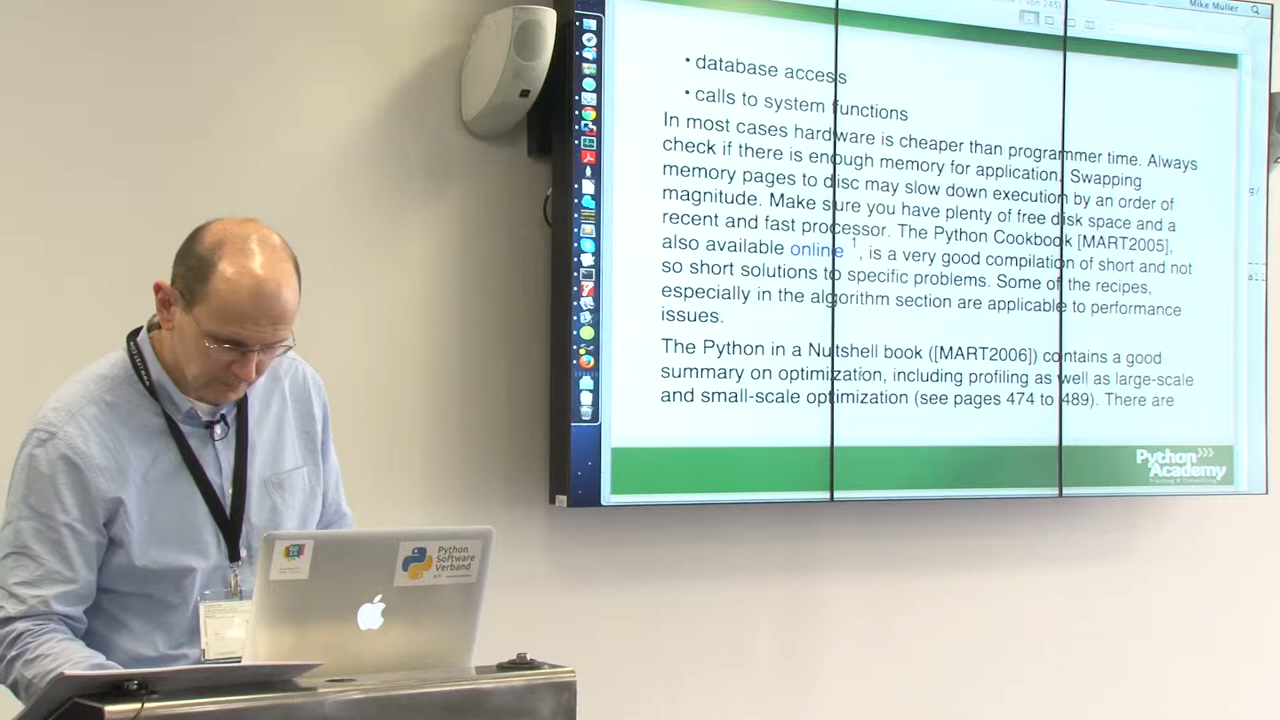 Mike Muller
• database access
• calls to system functions
In most cases hardware is cheaper than programmer time. Always
check if there is enough memory for application. Swapping
memory pages to disc may slow down execution by an order of
magnitude. Make sure you have plenty of free disk space and a
recent and fast processor. The Python Cookbook [MART2005],
also available online 1, is a very good compilation of short and not
so short solutions to specific problems. Some of the recipes,
especially in the algorithm section are applicable to performance
issues.
The Python in a Nutshell book ([MART2006]) contains a good
summary on optimization, including profiling as well as large-scale
and small-scale optimization (see pages 474 to 489). There are
Python
Academy
Training & Consulting
Python
Software
Verband